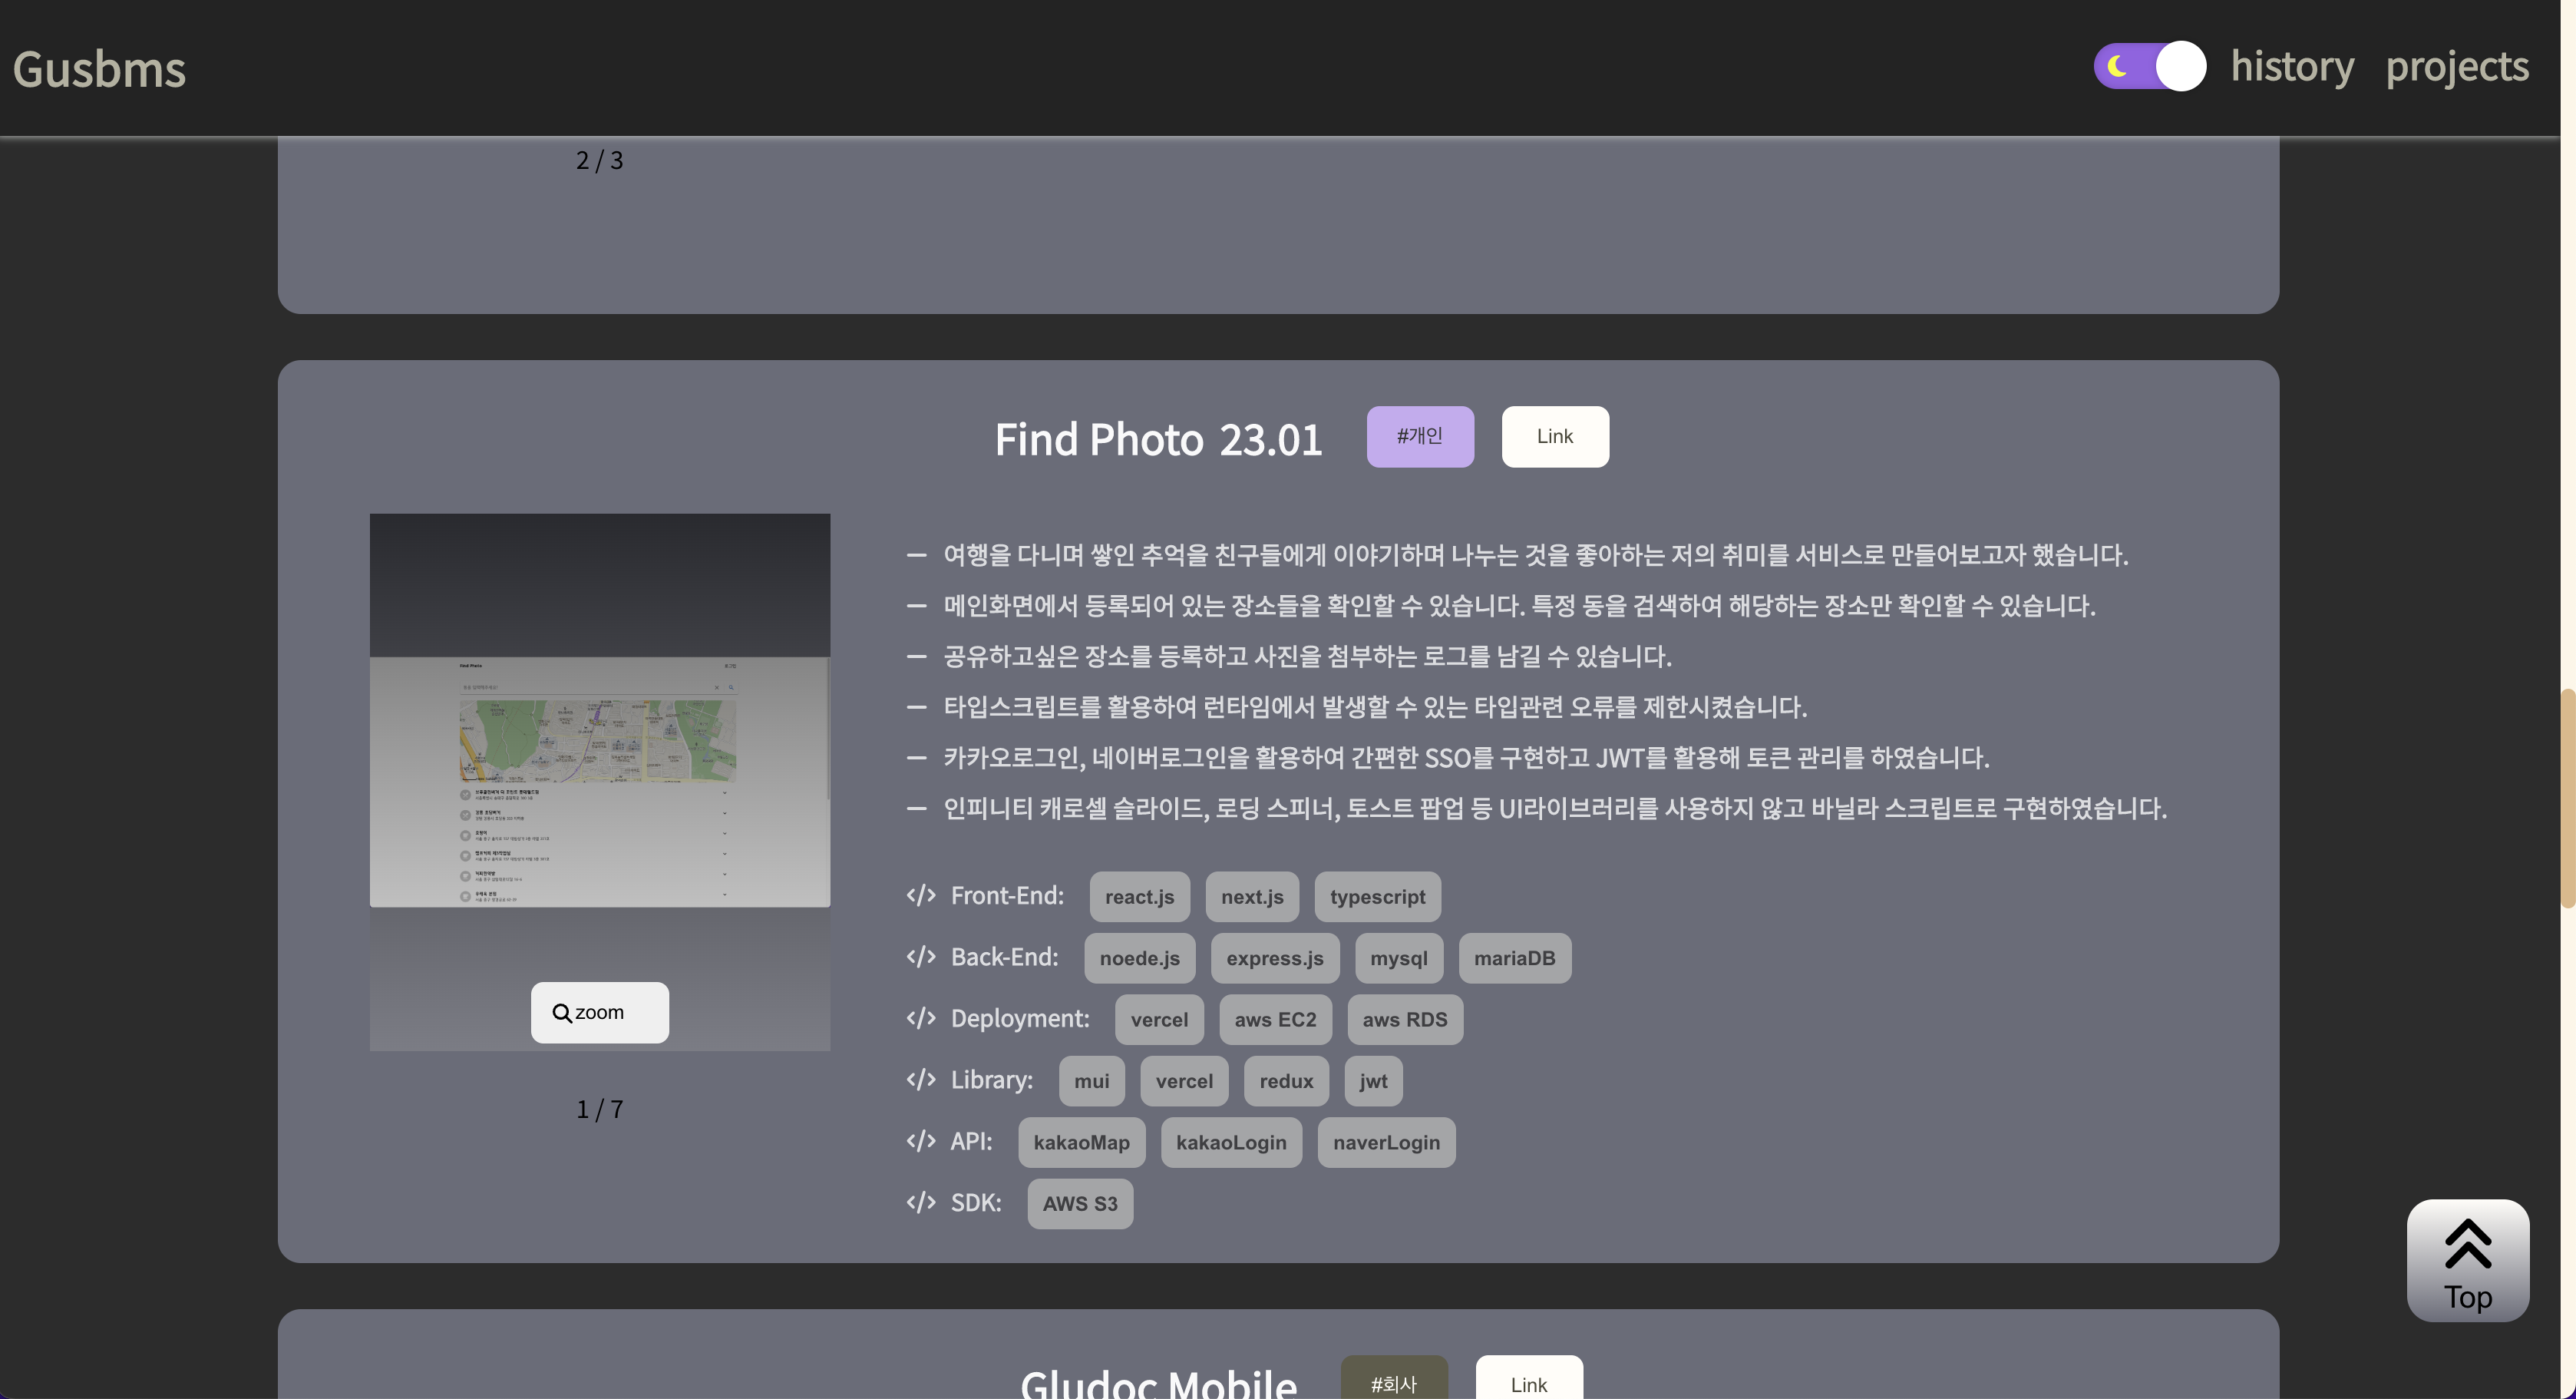 Gusbms
history projects
2 / 3
Find Photo 23.01 #개인 Link
여행을 다니며 쌓인 추억을 친구들에게 이야기하며 나누는 것을 좋아하는 저의 취미를 서비스로 만들어보고자 했습니다.
메인화면에서 등록되어 있는 장소들을 확인할 수 있습니다. 특정 동을 검색하여 해당하는 장소만 확인할 수 있습니다.
공유하고싶은 장소를 등록하고 사진을 첨부하는 로그를 남길 수 있습니다.
타입스크립트를 활용하여 런타임에서 발생할 수 있는 타입관련 오류를 제한시켰습니다.
카카오로그인, 네이버로그인을 활용하여 간편한 SSO를 구현하고 JWT를 활용해 토큰 관리를 하였습니다.
인피니티 캐로셀 슬라이드, 로딩 스피너, 토스트 팝업 등 UI라이브러리를 사용하지 않고 바닐라 스크립트로 구현하였습니다.
Find Photo
로그인
zoom
1 / 7
</> Front-End: react.js next.js typescript
</> Back-End: noede.js express.js mysql mariaDB
</> Deployment: vercel aws EC2 aws RDS
</> Library: mui vercel redux jwt
</> API: kakaoMap kakaoLogin naverLogin
</> SDK: AWS S3
Top
Gludoc Mobile #회사 Link